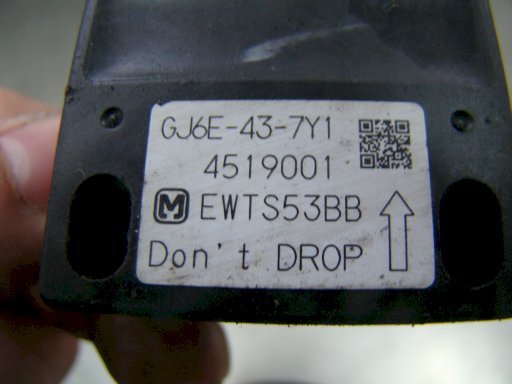 GJ6E-43-7Y1
4519001
M EWTS53BB
Don't DROP